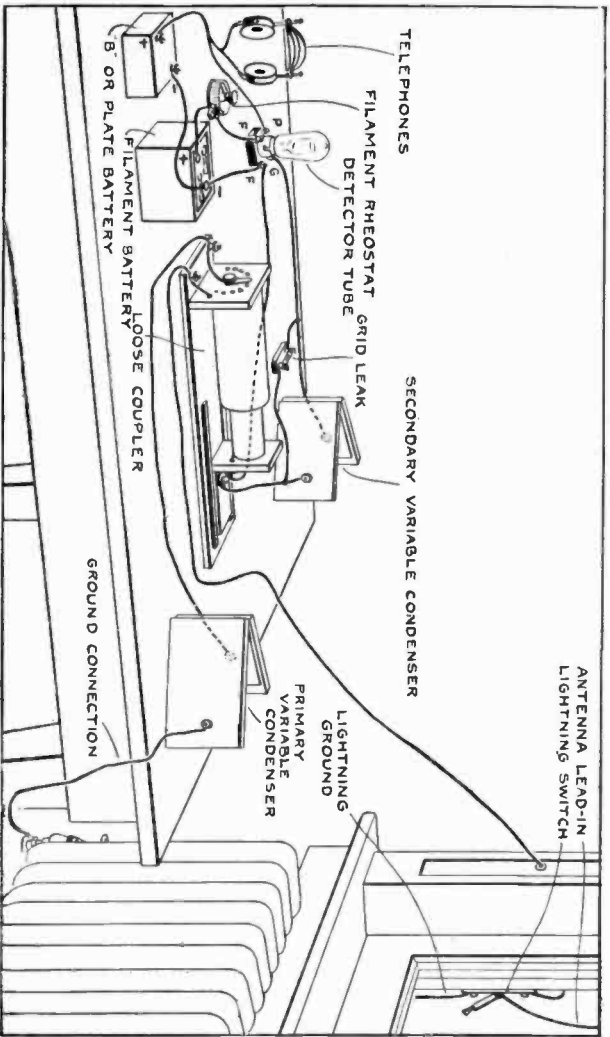 TELEPHONES
FILAMENT RHEOSTAT
DETECTOR TUBE
GRID LEAK
SECONDARY VARIABLE CONDENSER
ANTENNA LEAD-IN
LIGHTNING SWITCH
LIGHTNING
GROUND
P
G
F
F
+
-
+
-
"B" OR PLATE BATTERY
FILAMENT BATTERY
LOOSE COUPLER
PRIMARY
VARIABLE
CONDENSER
GROUND CONNECTION